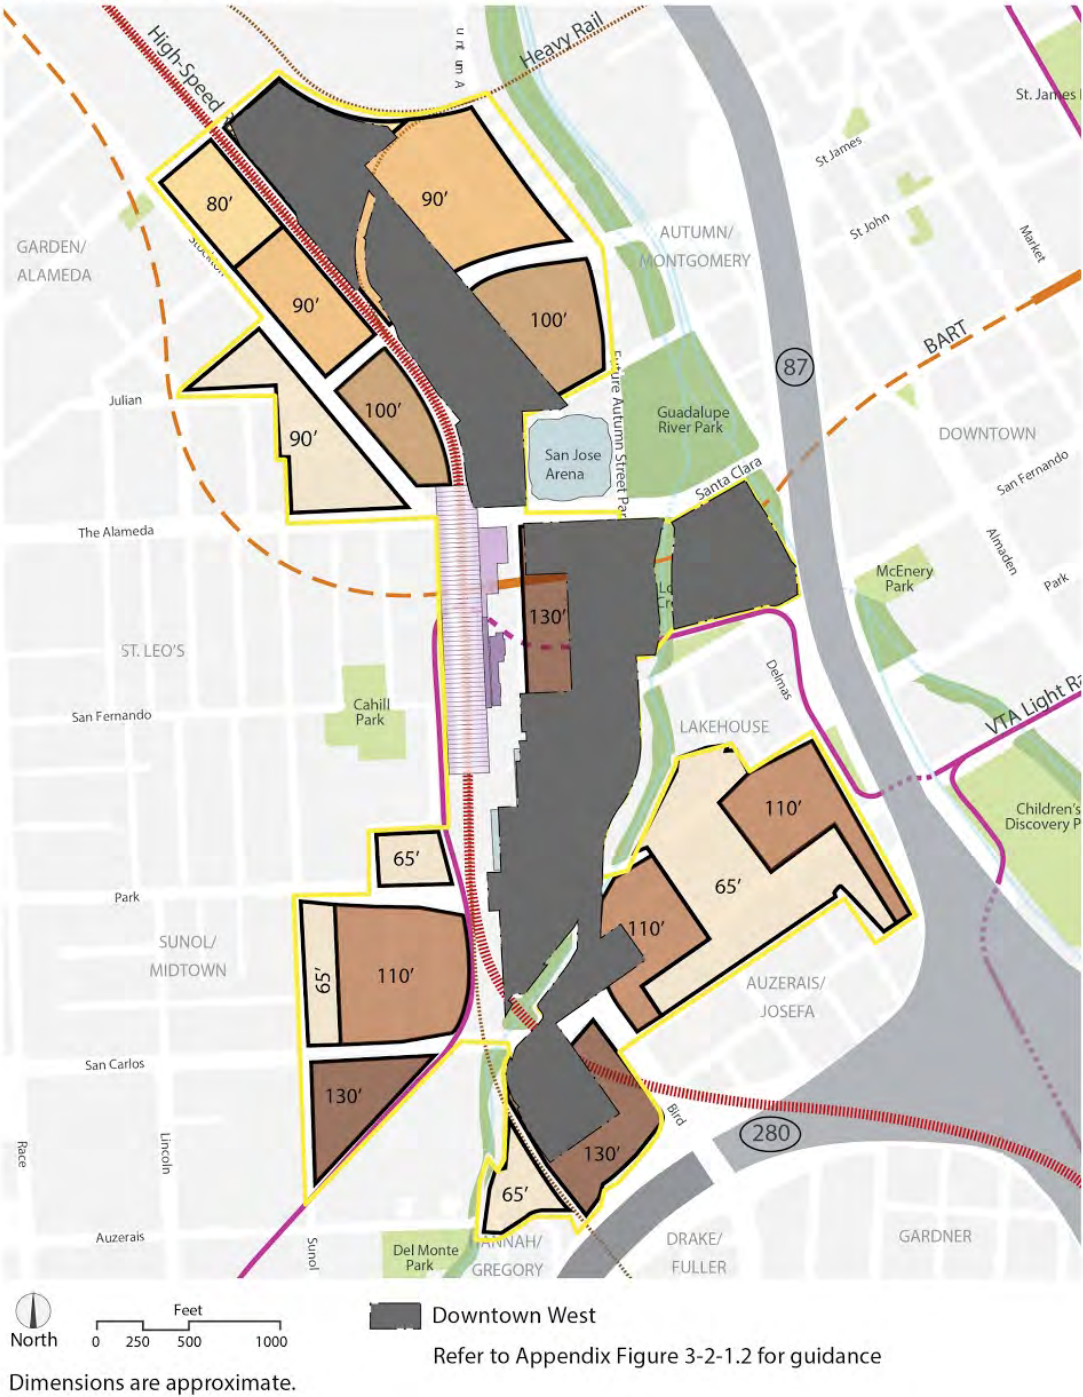 High-Speed
Heavy Rail
St. James
St James
80’
90’
St John
Market
GARDEN/
ALAMEDA
AUTUMN/
MONTGOMERY
90’
100’
BART
87
Julian
100’
90’
Guadalupe
River Park
San Jose
Arena
DOWNTOWN
San Fernando
Santa Clara
The Alameda
Almaden
McEnery
Park
Park
130’
ST. LEO'S
Delmas
San Fernando
Cahill
Park
LAKEHOUSE
VTA Light Ra
110’
Children's
Discovery P
65’
65’
Park
110’
SUNOL/
MIDTOWN
65’
110’
AUZERAIS/
JOSEFA
San Carlos
130’
Bird
280
Race
Lincoln
130’
65’
Auzerais
Sunol
Del Monte
Park
HANNAH/
GREGORY
DRAKE/
FULLER
GARDNER
North
Feet
0 250 500 1000
Downtown West
Refer to Appendix Figure 3-2-1.2 for guidance
Dimensions are approximate.